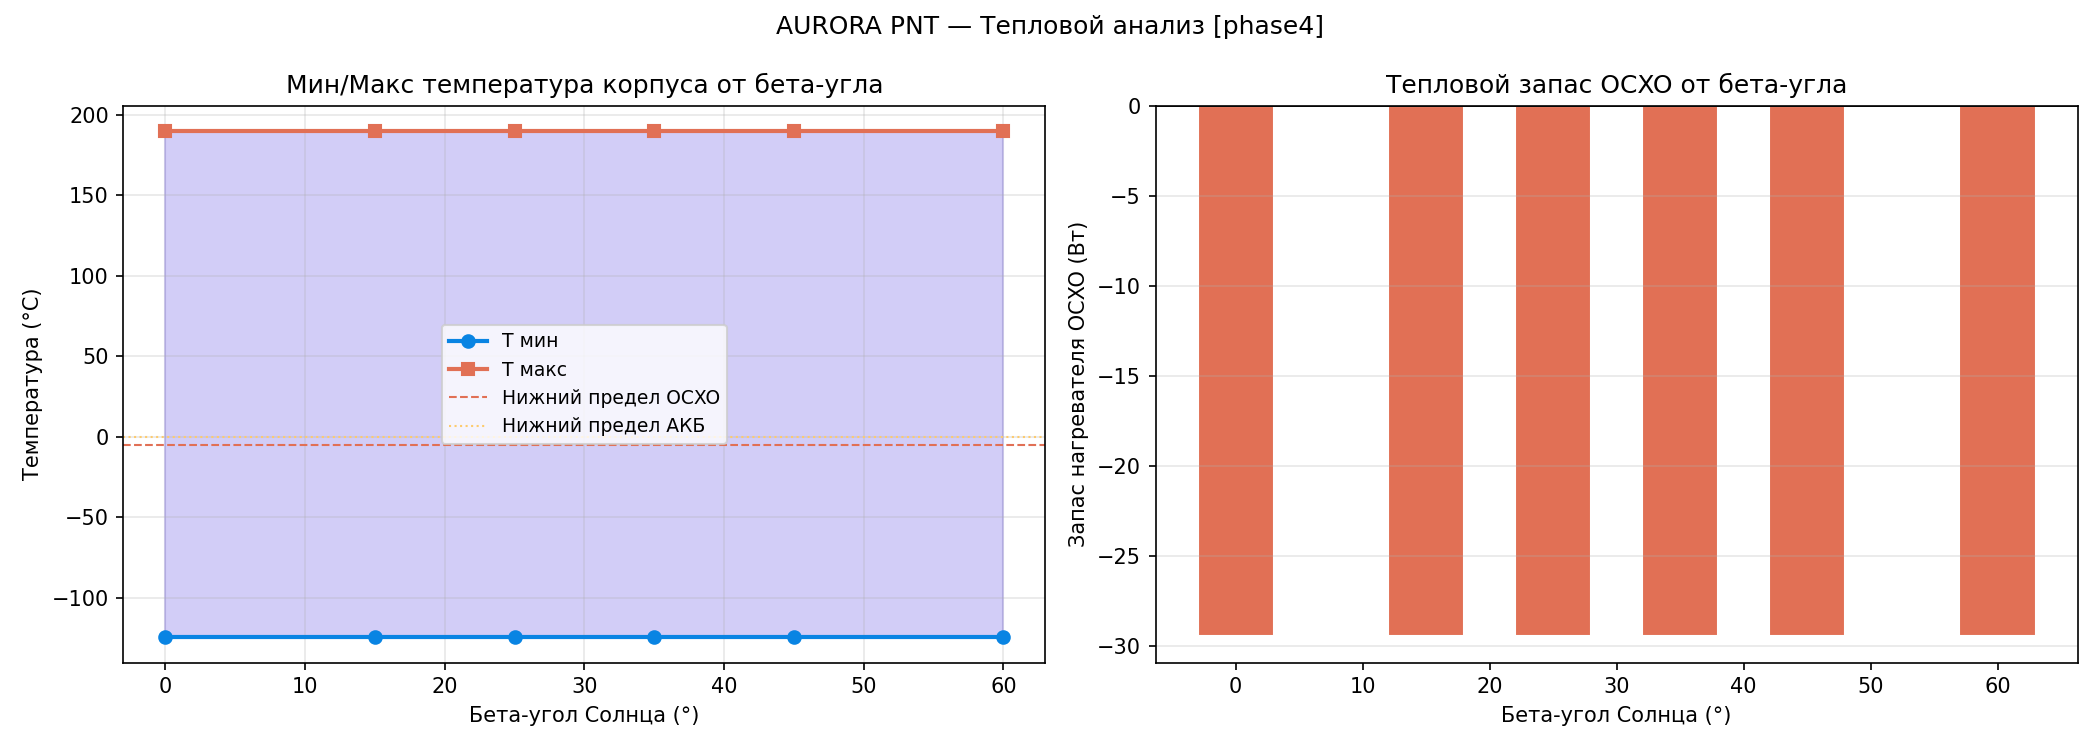 AURORA PNT — Тепловой анализ [phase4]
Мин/Макс температура корпуса от бета-угла
Температура (°C)
200
150
100
50
0
−50
−100
T мин
T макс
Нижний предел ОСХО
Нижний предел АКБ
0
10
20
30
40
50
60
Бета-угол Солнца (°)
Тепловой запас ОСХО от бета-угла
Запас нагревателя ОСХО (Вт)
0
−5
−10
−15
−20
−25
−30
0
10
20
30
40
50
60
Бета-угол Солнца (°)